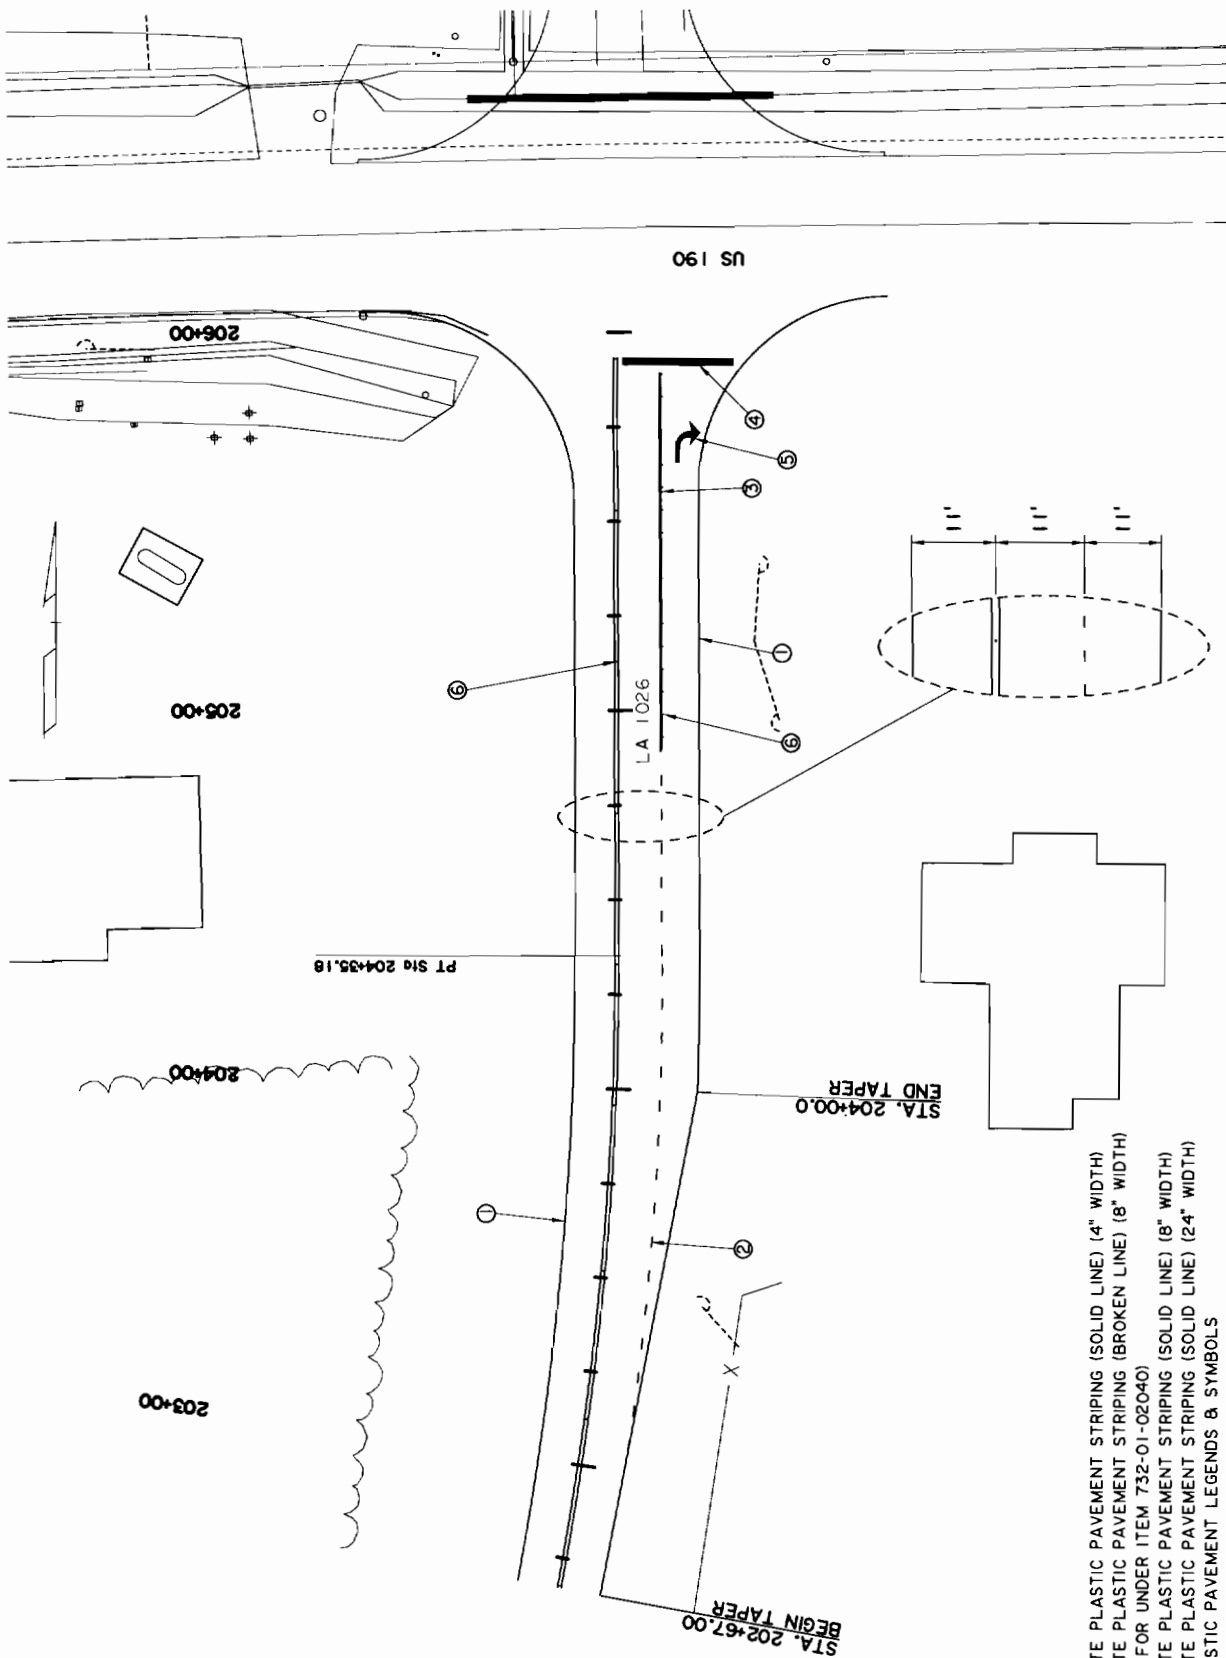 US 190
206+00
④
⑤
③
11'
11'
11'
①
⑥
LA 1026
205+00
⑥
PT Sta 204+35.18
204+00
STA. 204+00.0
END TAPER
①
②
X
203+00
STA. 202+67.00
BEGIN TAPER
TE PLASTIC PAVEMENT STRIPING (SOLID LINE) (4" WIDTH)
TE PLASTIC PAVEMENT STRIPING (BROKEN LINE) (8" WIDTH)
FOR UNDER ITEM 732-01-02040)
TE PLASTIC PAVEMENT STRIPING (SOLID LINE) (8" WIDTH)
TE PLASTIC PAVEMENT STRIPING (SOLID LINE) (24" WIDTH)
STIC PAVEMENT LEGENDS & SYMBOLS